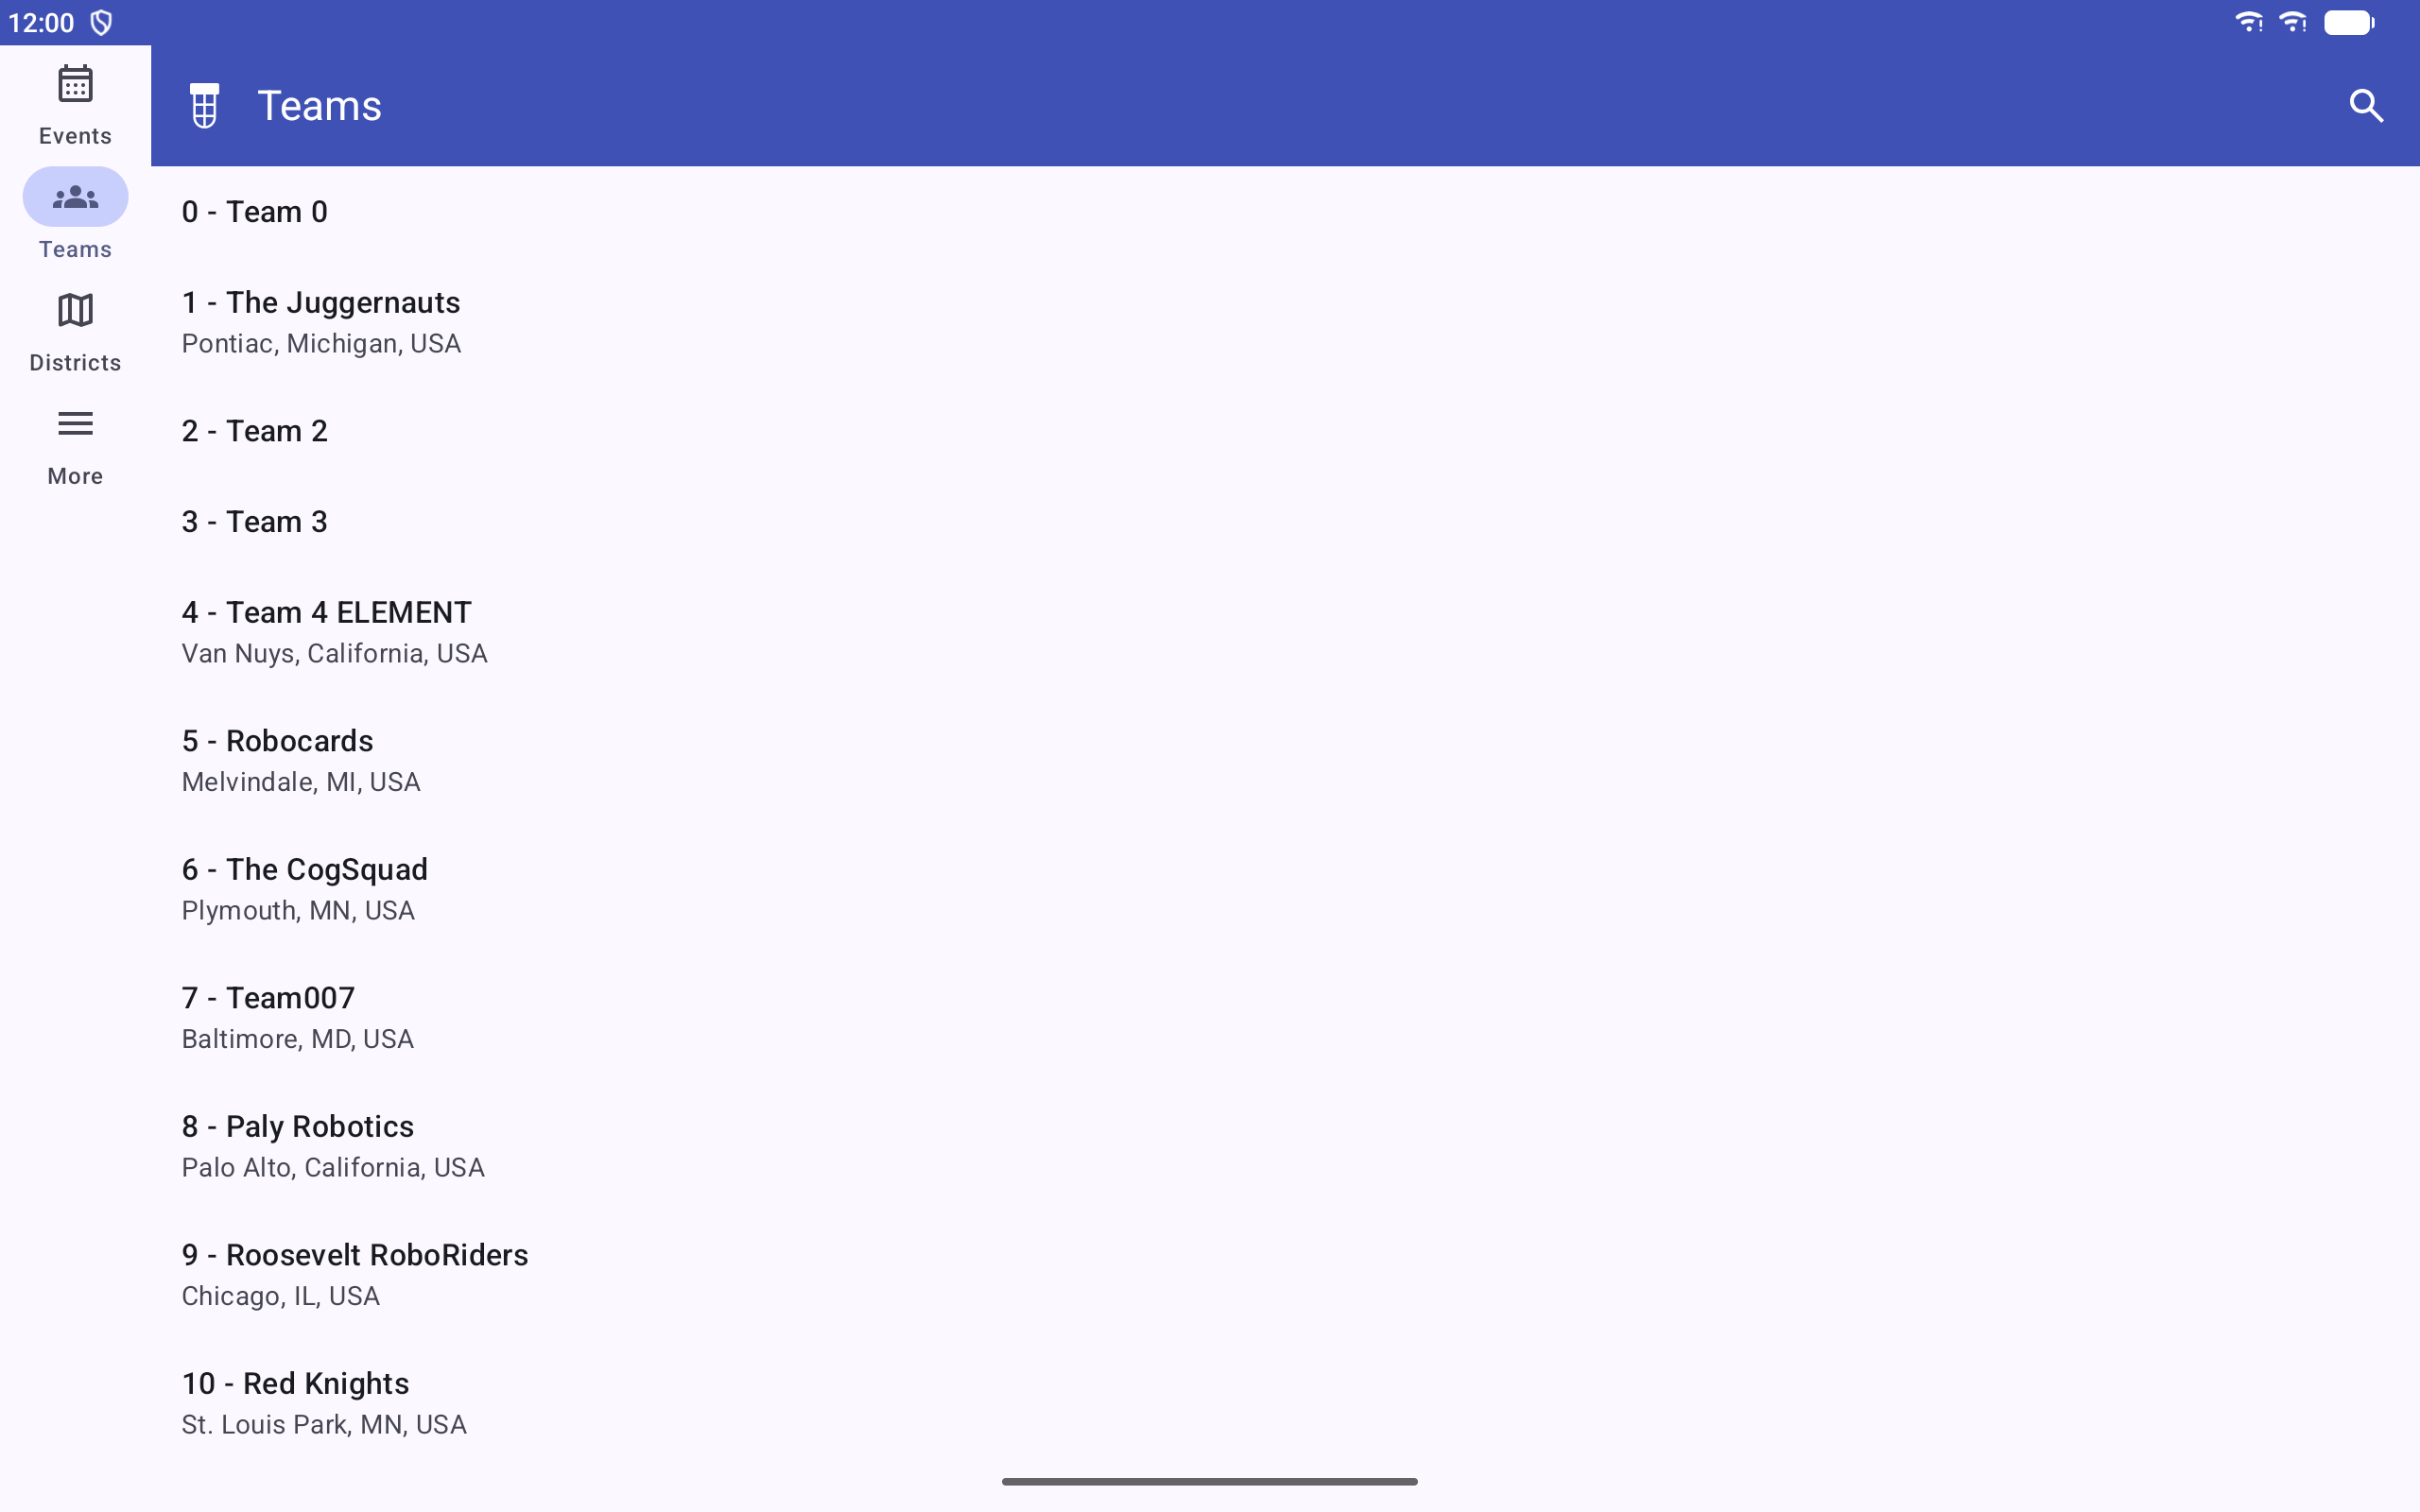 12:00
Teams
Events
Teams
Districts
More
0 - Team 0
1 - The Juggernauts
Pontiac, Michigan, USA
2 - Team 2
3 - Team 3
4 - Team 4 ELEMENT
Van Nuys, California, USA
5 - Robocards
Melvindale, MI, USA
6 - The CogSquad
Plymouth, MN, USA
7 - Team007
Baltimore, MD, USA
8 - Paly Robotics
Palo Alto, California, USA
9 - Roosevelt RoboRiders
Chicago, IL, USA
10 - Red Knights
St. Louis Park, MN, USA